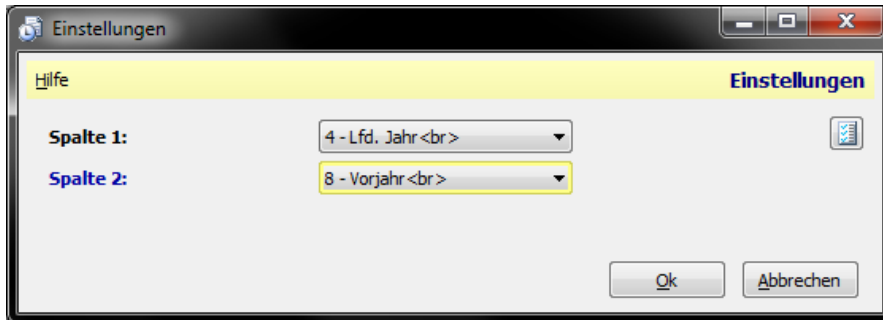 Einstellungen
Hilfe Einstellungen
Spalte 1: 4 - Lfd. Jahr<br>
Spalte 2: 8 - Vorjahr<br>
Ok Abbrechen